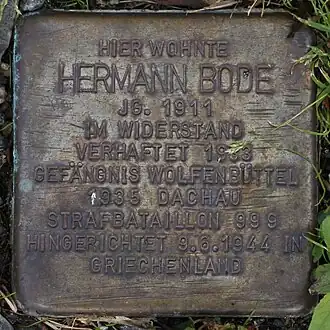 HIER WOHNTE
HERMANN BODE
JG. 1911
IM WIDERSTAND
VERHAFTET 1933
GEFÄNGNIS WOLFENBÜTTEL
1935 DACHAU
STRAFBATAILLON 999
HINGERICHTET 9.6.1944 IN
GRIECHENLAND